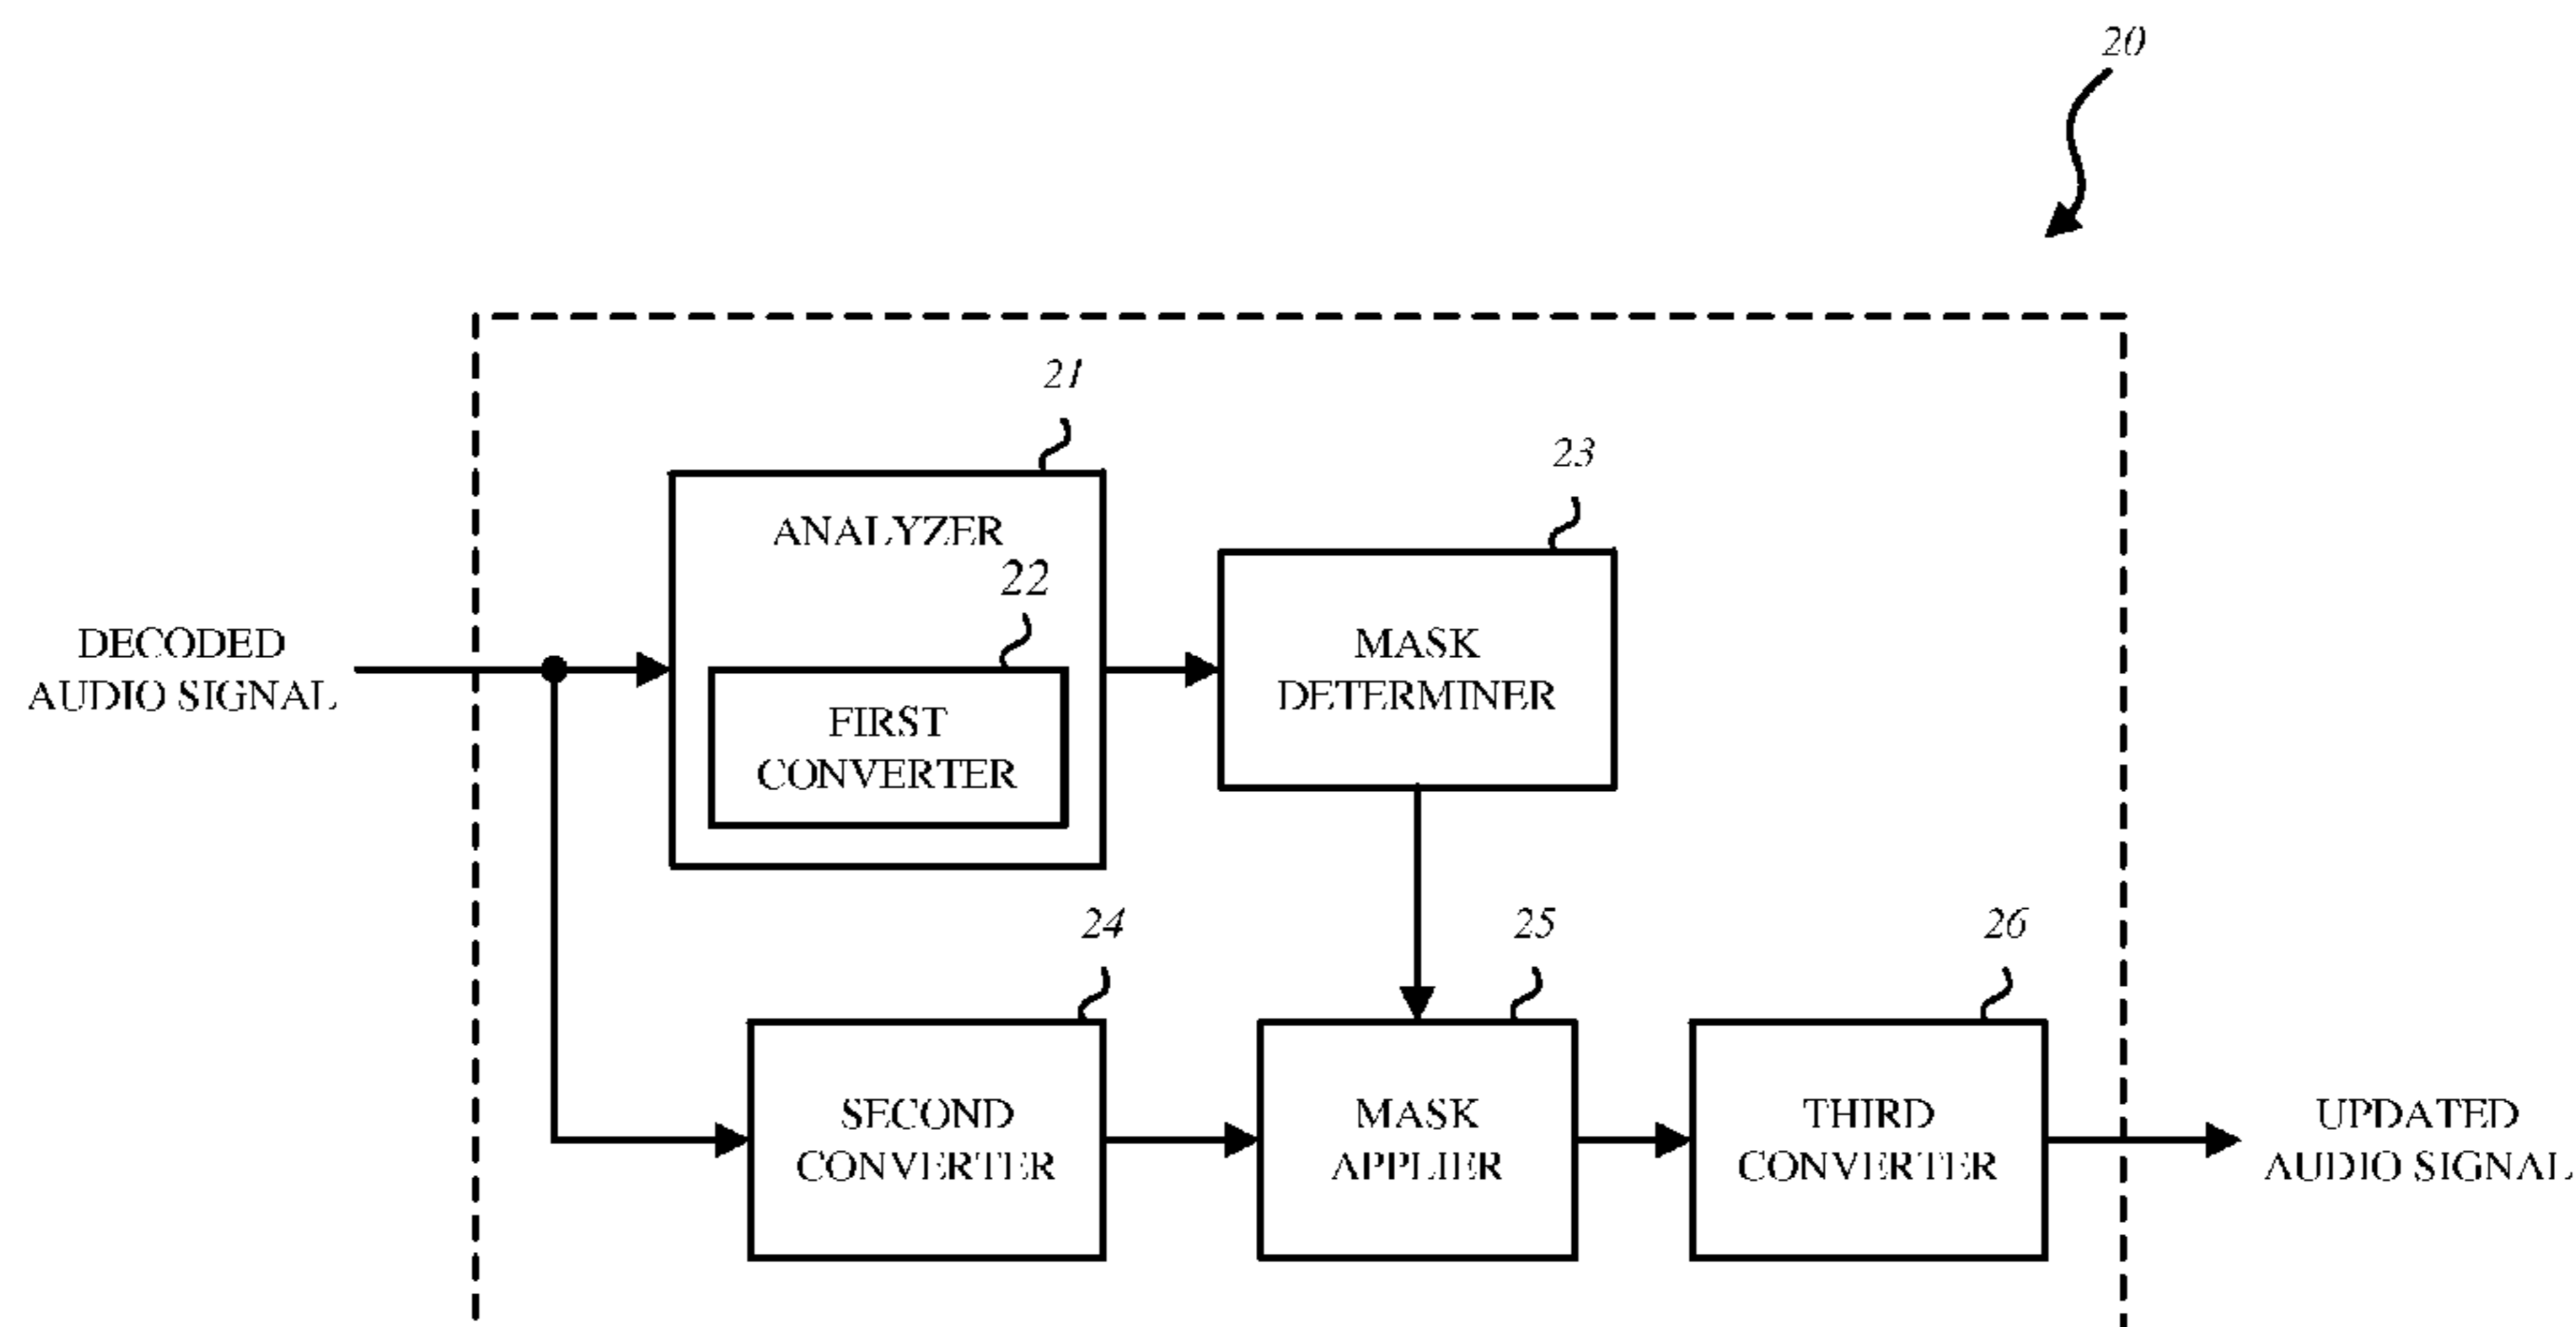 20
21
ANALYZER
22
FIRST
CONVERTER
23
MASK
DETERMINER
DECODED
AUDIO SIGNAL
24
SECOND
CONVERTER
25
MASK
APPLIER
26
THIRD
CONVERTER
UPDATED
AUDIO SIGNAL